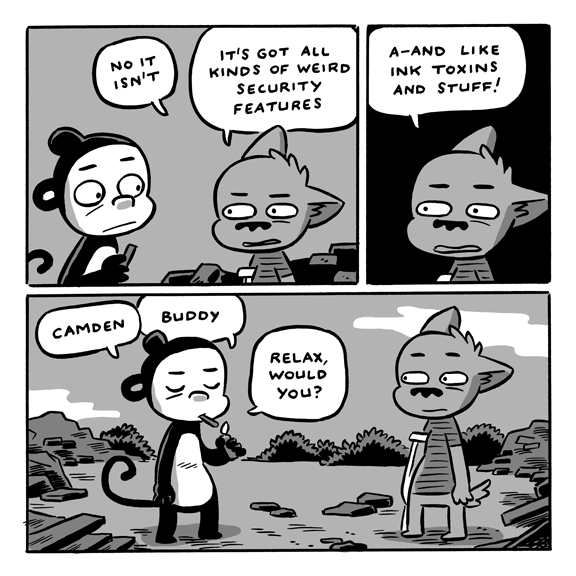 NO IT
ISN'T
IT'S GOT ALL
KINDS OF WEIRD
SECURITY
FEATURES
A-AND LIKE
INK TOXINS
AND STUFF!
CAMDEN
BUDDY
RELAX,
WOULD
YOU?